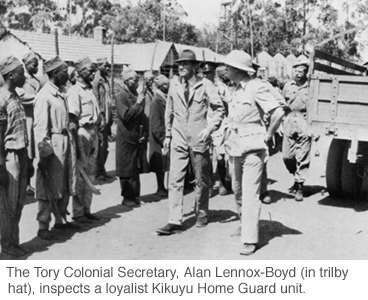 The Tory Colonial Secretary, Alan Lennox-Boyd (in trilby
hat), inspects a loyalist Kikuyu Home Guard unit.